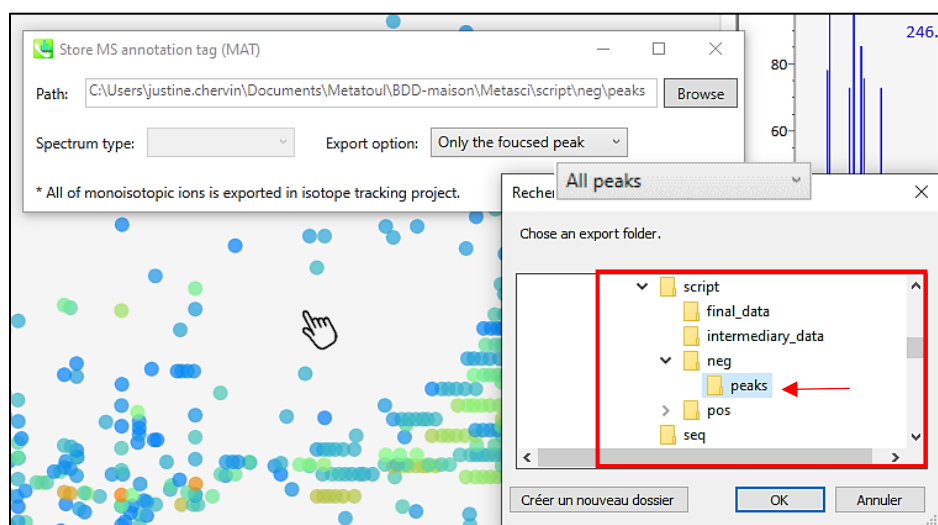 246.
Store MS annotation tag (MAT)
80
Path: C:\Users\justine.chervin\Documents\Metatoul\BDD-maison\Metasci\script\neg\peaks Browse
60
Spectrum type: Export option: Only the foucsed peak
All peaks
* All of monoisotopic ions is exported in isotope tracking project.
Recher
Chose an export folder.
script
final_data
intermediary_data
neg
peaks
pos
seq
Créer un nouveau dossier OK Annuler